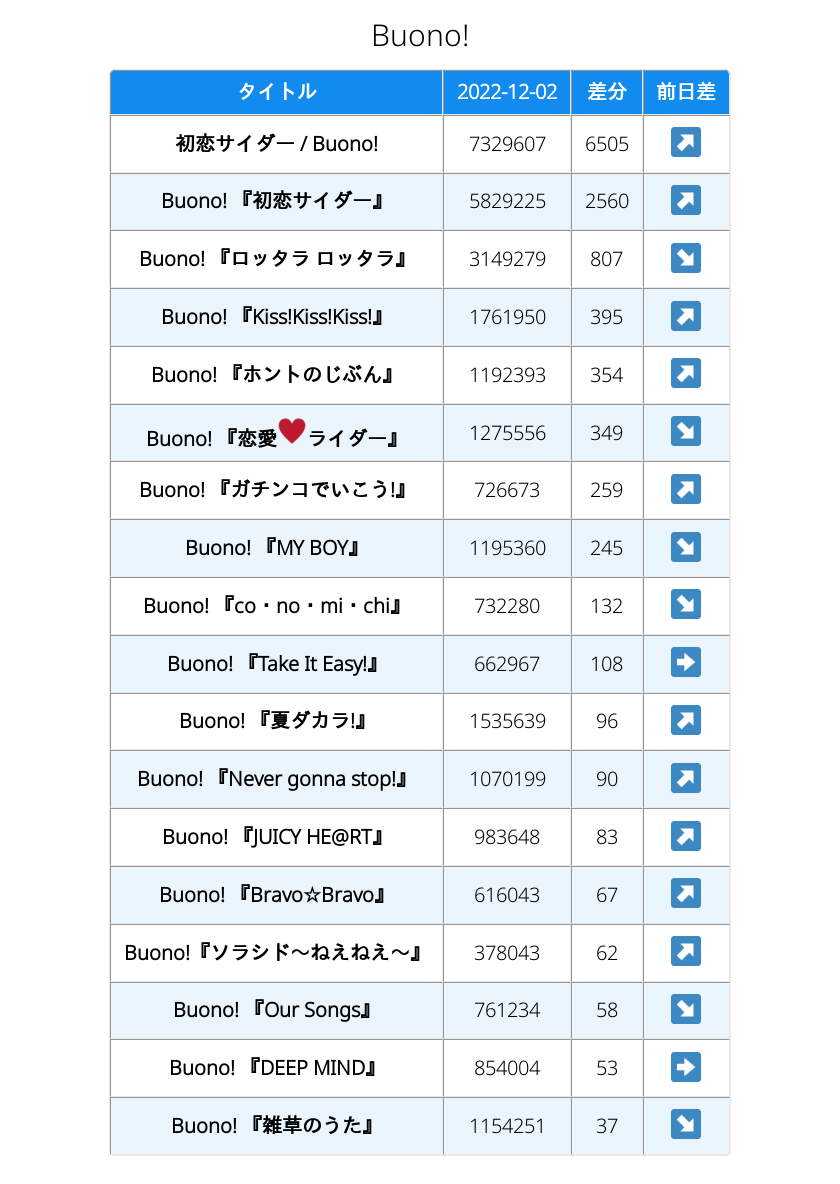 Buono!
タイトル 2022-12-02 差分 前日差
初恋サイダー / Buono! 7329607 6505 ↗
Buono! 『初恋サイダー』 5829225 2560 ↗
Buono! 『ロッタラ ロッタラ』 3149279 807 ↘
Buono! 『Kiss!Kiss!Kiss!』 1761950 395 ↗
Buono! 『ホントのじぶん』 1192393 354 ↗
Buono! 『恋愛♥ライダー』 1275556 349 ↘
Buono! 『ガチンコでいこう!』 726673 259 ↗
Buono! 『MY BOY』 1195360 245 ↘
Buono! 『co・no・mi・chi』 732280 132 ↘
Buono! 『Take It Easy!』 662967 108 ➡
Buono! 『夏ダカラ!』 1535639 96 ↗
Buono! 『Never gonna stop!』 1070199 90 ↗
Buono! 『JUICY HE@RT』 983648 83 ↗
Buono! 『Bravo☆Bravo』 616043 67 ↗
Buono!『ソラシド〜ねえねえ〜』 378043 62 ↗
Buono! 『Our Songs』 761234 58 ↘
Buono! 『DEEP MIND』 854004 53 ➡
Buono! 『雑草のうた』 1154251 37 ↘